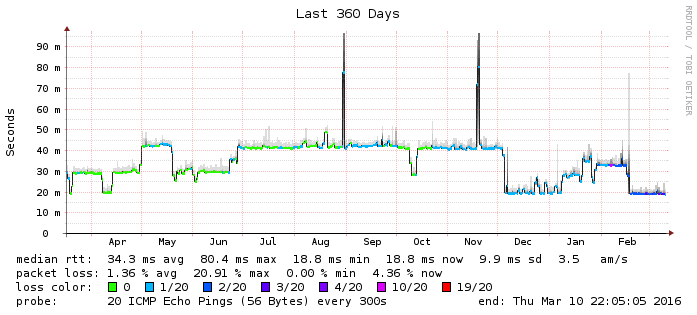 Last 360 Days
RRDTOOL / TOBI OETIKER
Seconds
90 m
80 m
70 m
60 m
50 m
40 m
30 m
20 m
10 m
0
Apr May Jun Jul Aug Sep Oct Nov Dec Jan Feb
median rtt: 34.3 ms avg 80.4 ms max 18.8 ms min 18.8 ms now 9.9 ms sd 3.5 am/s
packet loss: 1.36 % avg 20.91 % max 0.00 % min 4.36 % now
loss color: 0 1/20 2/20 3/20 4/20 10/20 19/20
probe: 20 ICMP Echo Pings (56 Bytes) every 300s end: Thu Mar 10 22:05:05 2016